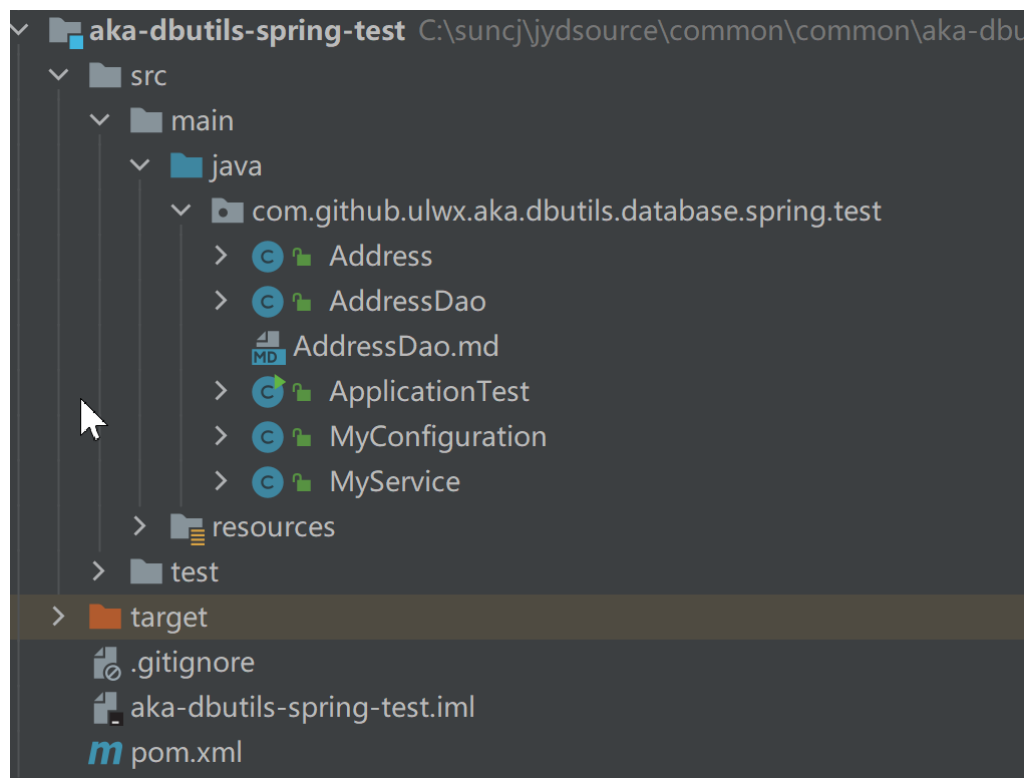 aka-dbutils-spring-test C:\suncj\jydsource\common\common\aka-dbu
src
main
java
com.github.ulwx.aka.dbutils.database.spring.test
C Address
C AddressDao
MD AddressDao.md
C ApplicationTest
C MyConfiguration
C MyService
resources
test
target
.gitignore
aka-dbutils-spring-test.iml
m pom.xml